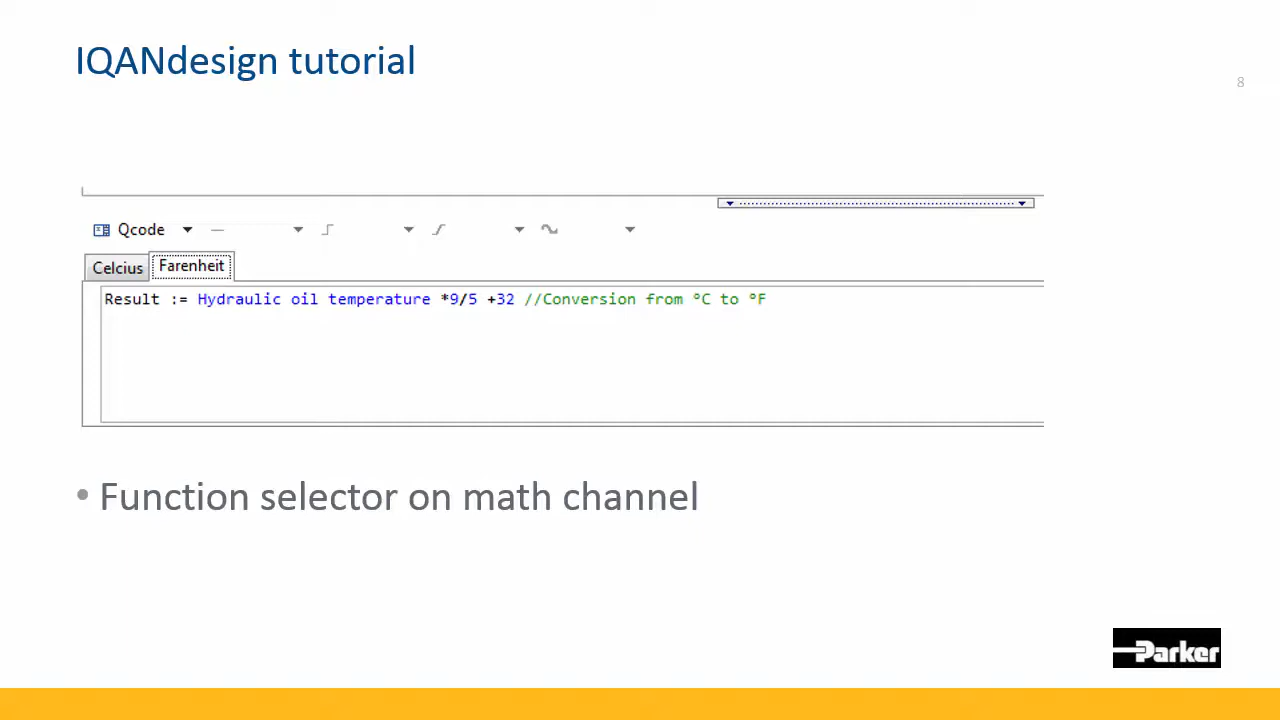 IQANdesign tutorial
8
Qcode
Celcius Farenheit
Result := Hydraulic oil temperature *9/5 +32 //Conversion from °C to °F
• Function selector on math channel
Parker